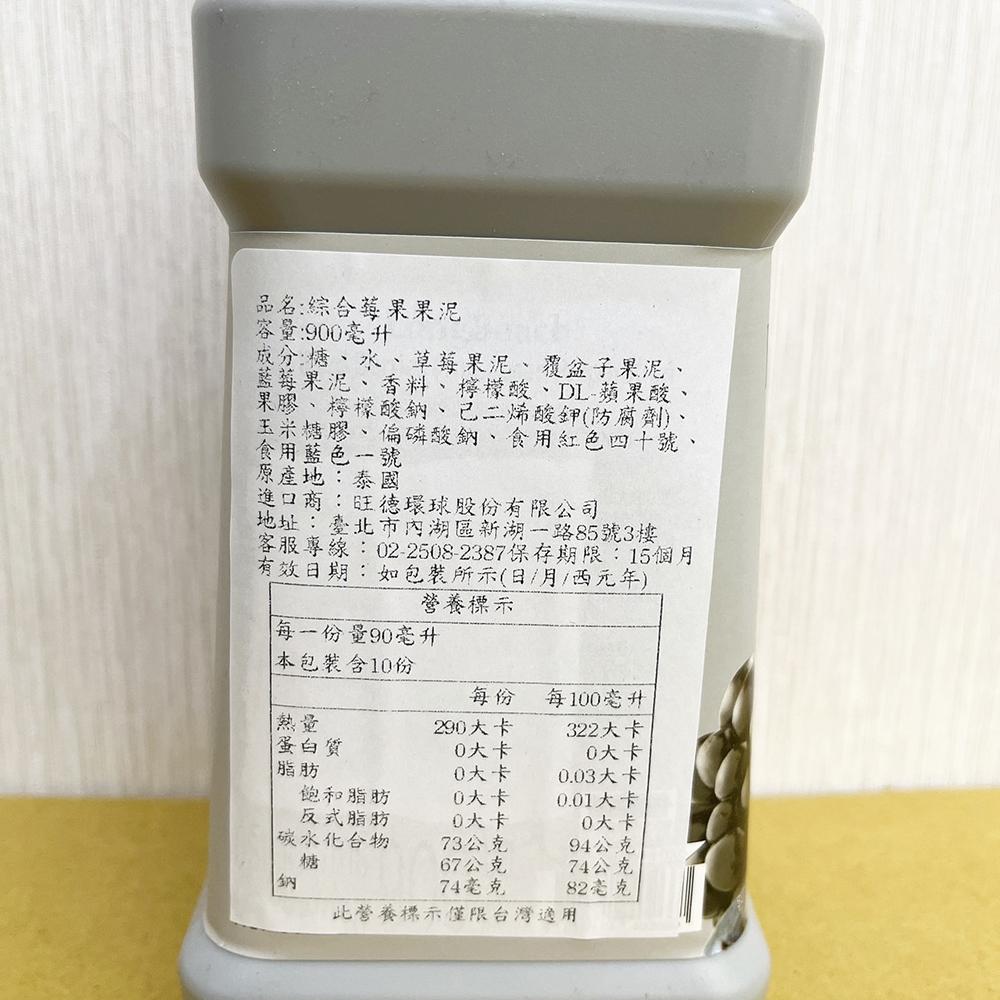 品名:綜合莓果果泥
容量:900毫升
成分:糖、水、草莓果泥、覆盆子果泥、
藍莓果泥、香料、檸檬酸、DL-蘋果酸、
果膠、檸檬酸鈉、己二烯酸鉀(防腐劑)、
玉米糖膠、偏磷酸鈉、食用紅色四十號、
食用藍色一號
原產地：泰國
進口商：旺德環球股份有限公司
地址：臺北市內湖區新湖一路85號3樓
客服專線：02-2508-2387保存期限：15個月
有效日期：如包裝所示(日/月/西元年)
營養標示
每一份量90毫升
本包裝含10份
每份 每100毫升
熱量 290大卡 322大卡
蛋白質 0大卡 0大卡
脂肪 0大卡 0.03大卡
飽和脂肪 0大卡 0.01大卡
反式脂肪 0大卡 0大卡
碳水化合物 73公克 94公克
糖 67公克 74公克
鈉 74毫克 82毫克
此營養標示僅限台灣適用